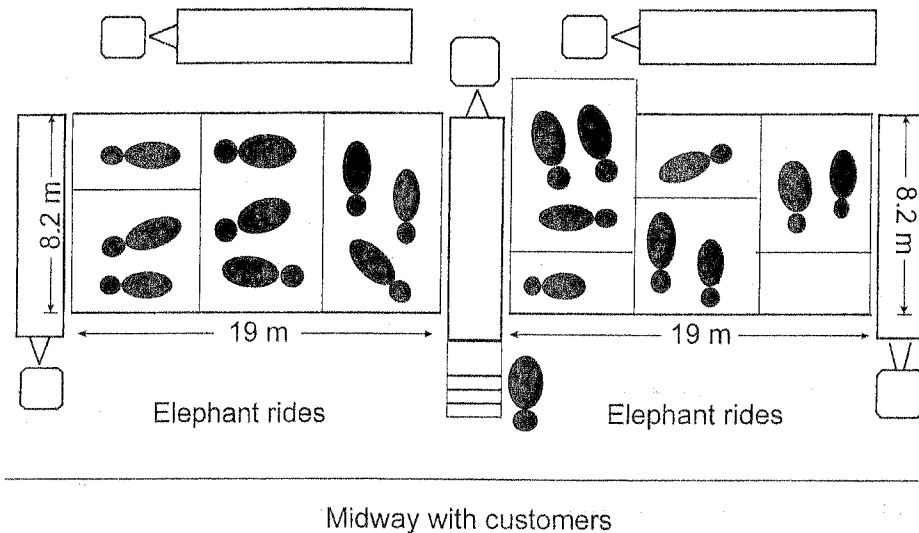 8.2 m
8.2 m
19 m
19 m
Elephant rides
Elephant rides
Midway with customers